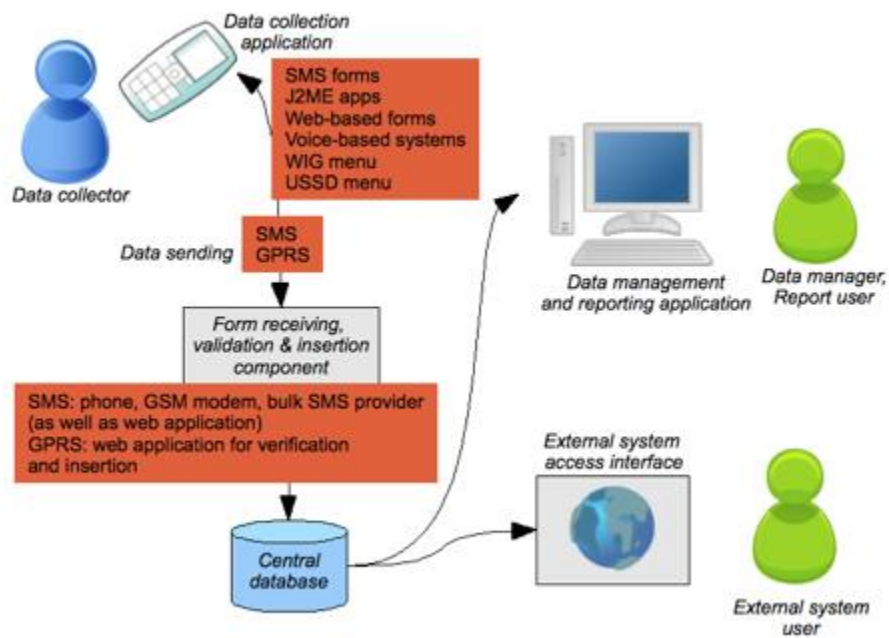 Data collection
application
SMS forms
J2ME apps
Web-based forms
Voice-based systems
WIG menu
USSD menu
Data collector
Data sending
SMS
GPRS
Data management
and reporting application
Data manager,
Report user
Form receiving,
validation & insertion
component
SMS: phone, GSM modem, bulk SMS provider
(as well as web application)
GPRS: web application for verification
and insertion
External system
access interface
Central
database
External system
user